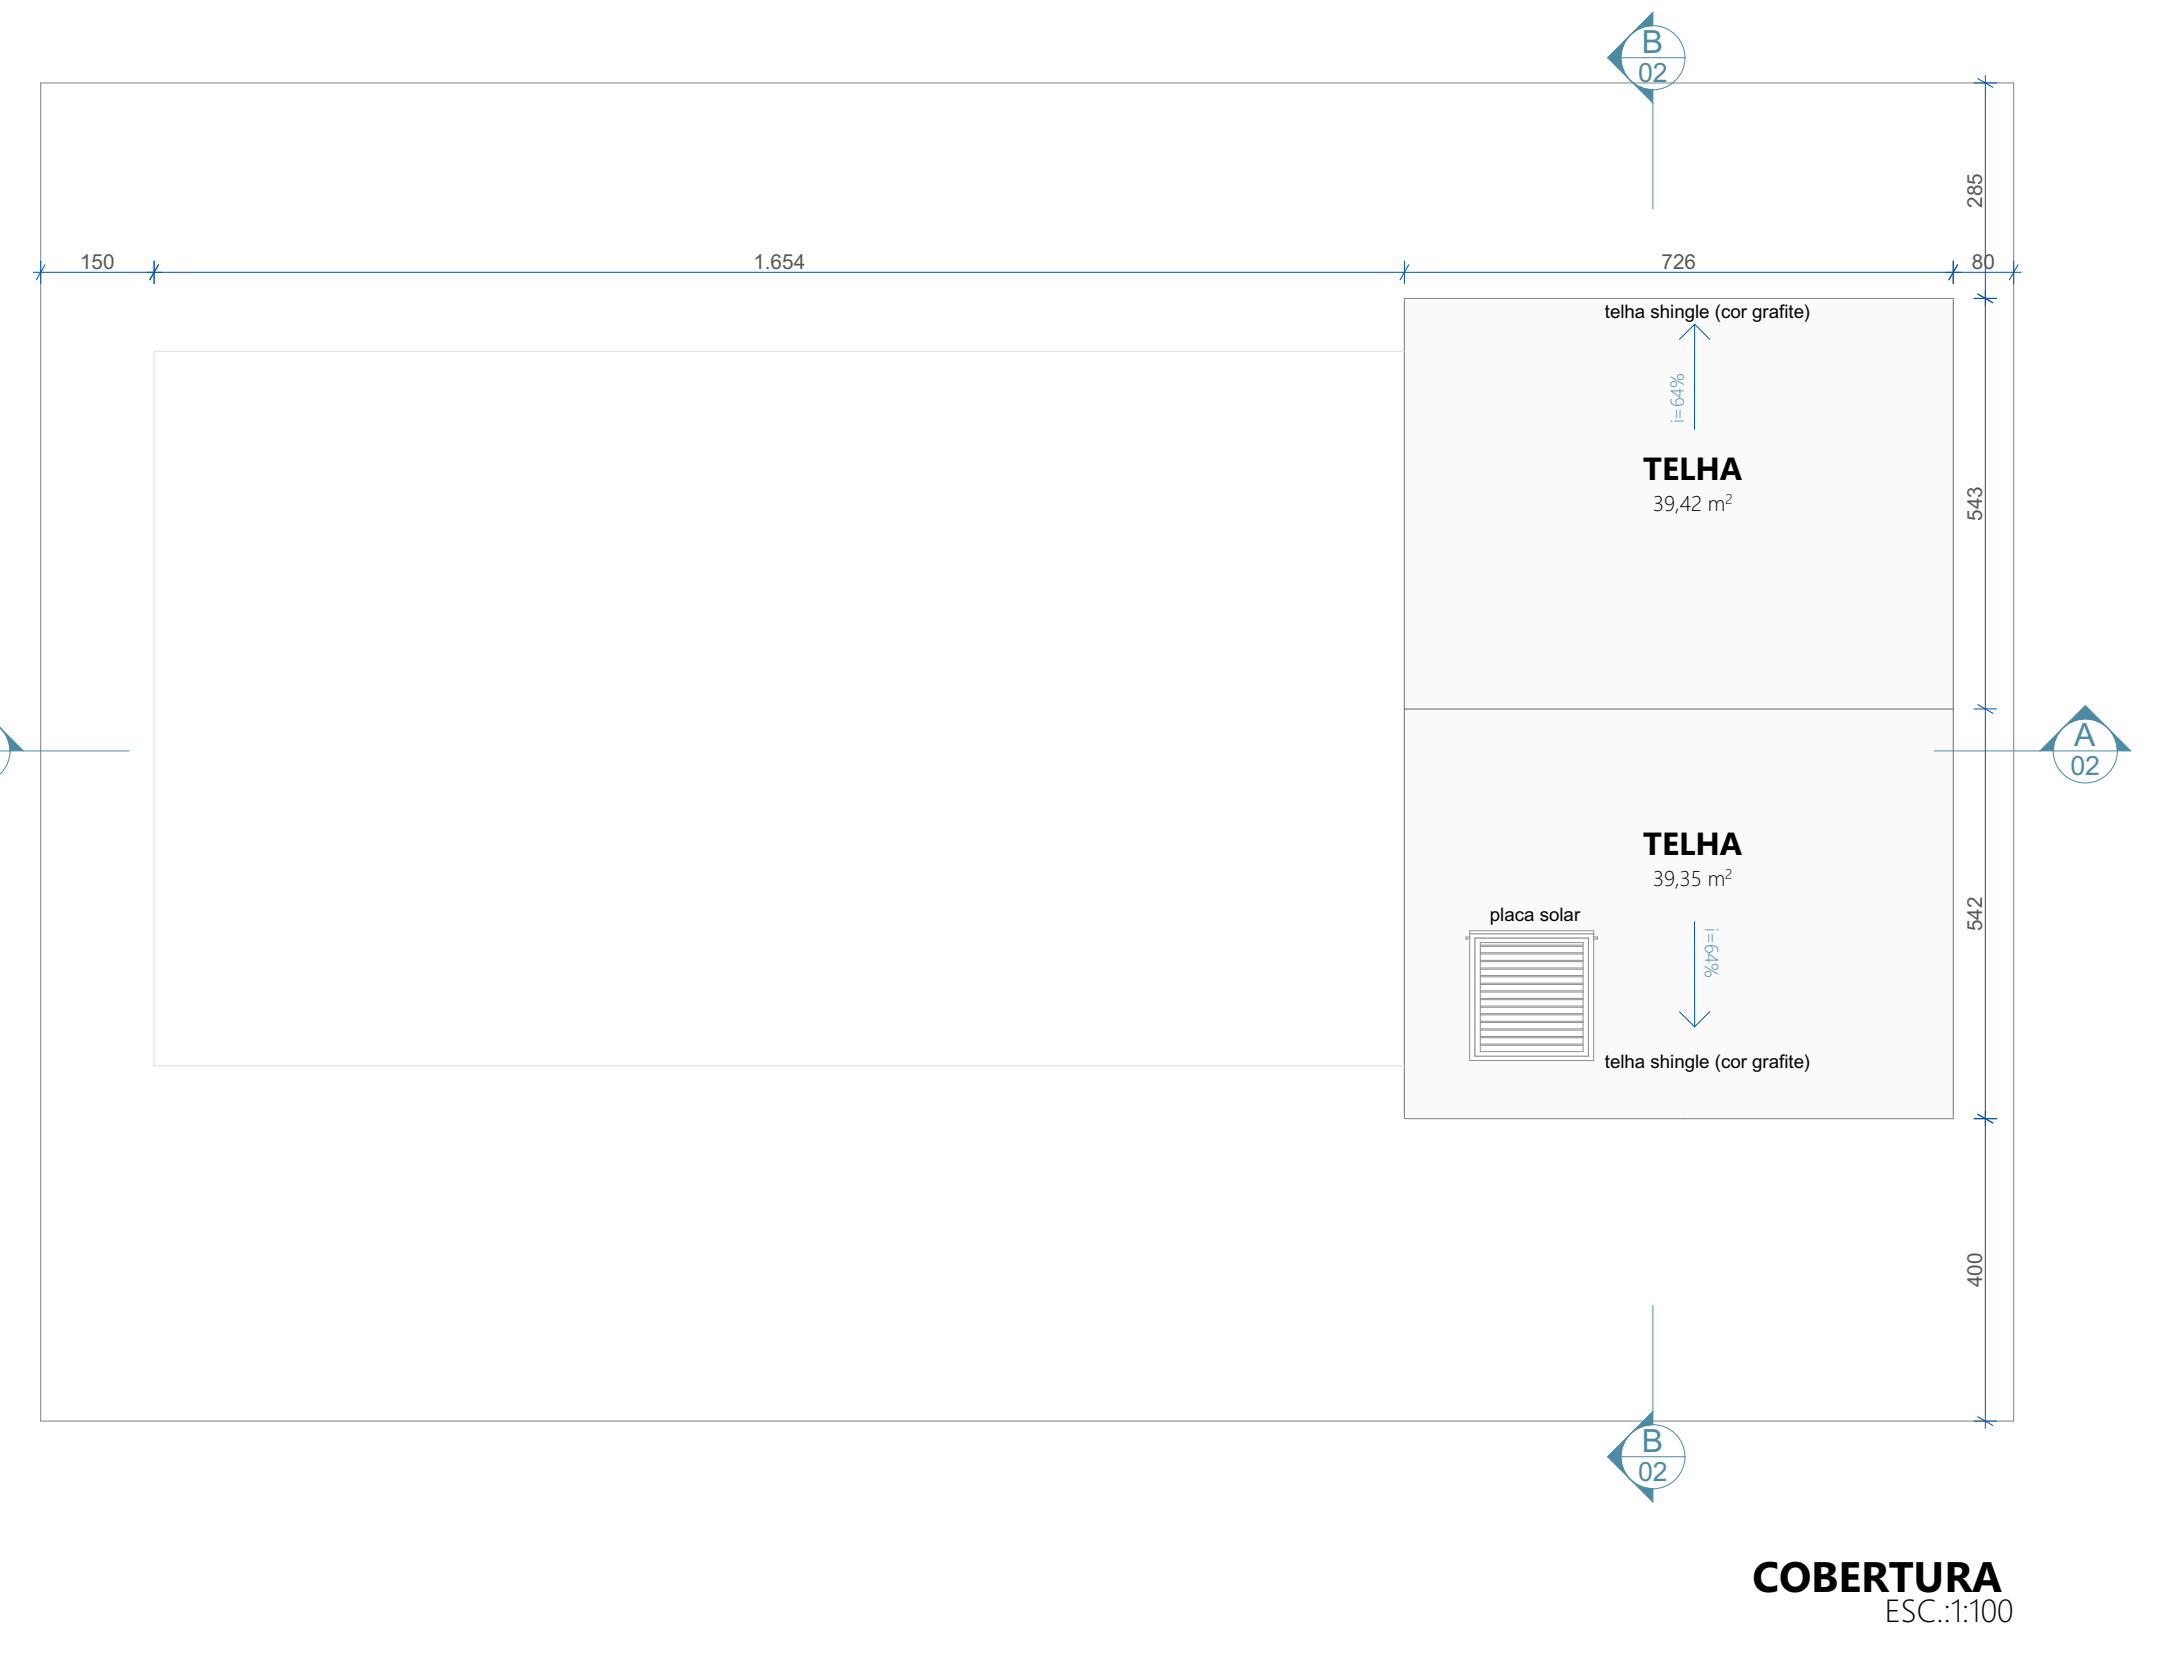 B
02
285
150
1.654
726
80
telha shingle (cor grafite)
i=64%
TELHA
39,42 m²
543
A
02
TELHA
39,35 m²
placa solar
i=64%
542
telha shingle (cor grafite)
400
B
02
COBERTURA
ESC.:1:100